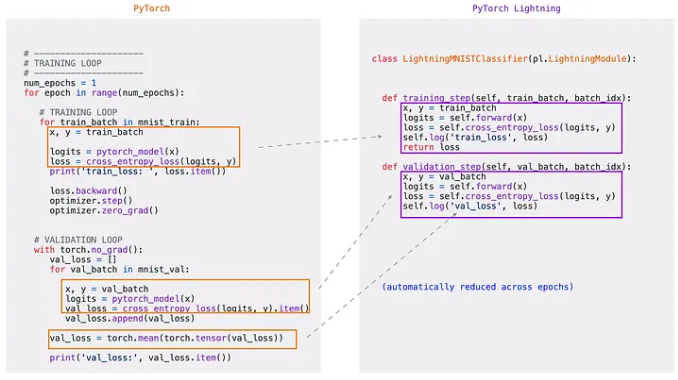 PyTorch
# ----------------------
# TRAINING LOOP
# ----------------------
num_epochs = 1
for epoch in range(num_epochs):
# TRAINING LOOP
for train_batch in mnist_train:
x, y = train_batch
logits = pytorch_model(x)
loss = cross_entropy_loss(logits, y)
print('train_loss: ', loss.item())
loss.backward()
optimizer.step()
optimizer.zero_grad()
# VALIDATION LOOP
with torch.no_grad():
val_loss = []
for val_batch in mnist_val:
x, y = val_batch
logits = pytorch_model(x)
val_loss = cross_entropy_loss(logits, y).item()
val_loss.append(val_loss)
val_loss = torch.mean(torch.tensor(val_loss))
print('val_loss:', val_loss.item())
PyTorch Lightning
class LightningMNISTClassifier(pl.LightningModule):
def training_step(self, train_batch, batch_idx):
x, y = train_batch
logits = self.forward(x)
loss = self.cross_entropy_loss(logits, y)
self.log('train_loss', loss)
return loss
def validation_step(self, val_batch, batch_idx):
x, y = val_batch
logits = self.forward(x)
loss = self.cross_entropy_loss(logits, y)
self.log('val_loss', loss)
(automatically reduced across epochs)